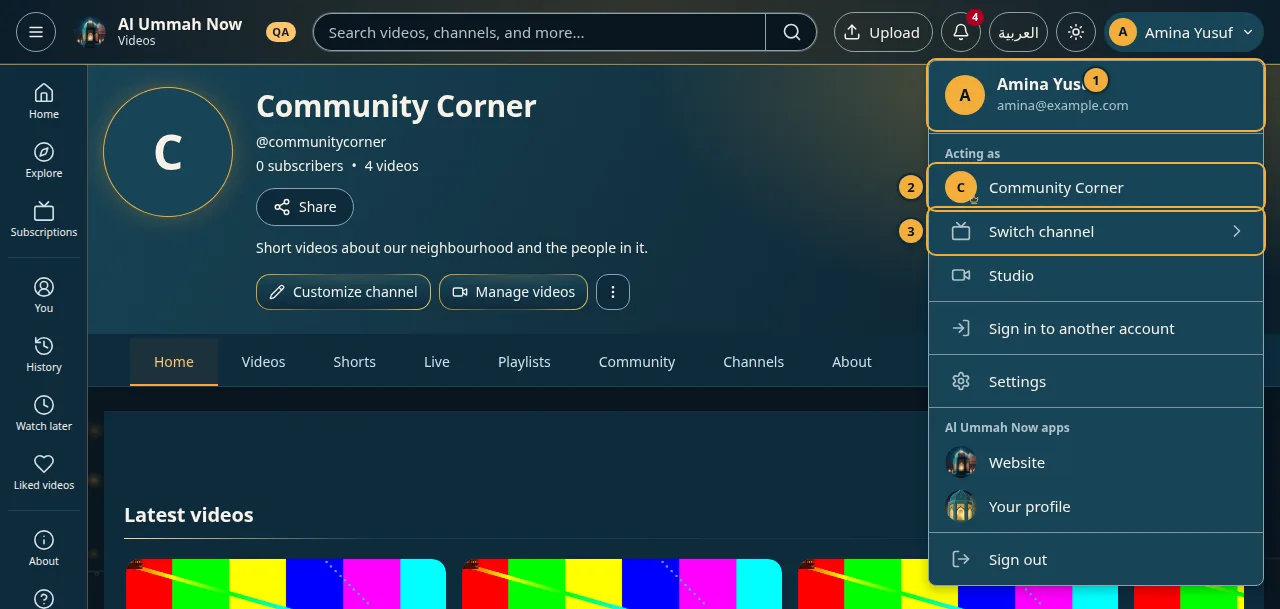 Al Ummah Now
Videos
QA
Search videos, channels, and more...
Upload
4
العربية
A
Amina Yusuf
Home
Explore
Subscriptions
You
History
Watch later
Liked videos
About
C
Community Corner
@communitycorner
0 subscribers • 4 videos
Share
Short videos about our neighbourhood and the people in it.
Customize channel
Manage videos
Home
Videos
Shorts
Live
Playlists
Community
Channels
About
Latest videos
A
Amina
1
amina@example.com
Acting as
2
C
Community Corner
3
Switch channel
Studio
Sign in to another account
Settings
Al Ummah Now apps
Website
Your profile
Sign out